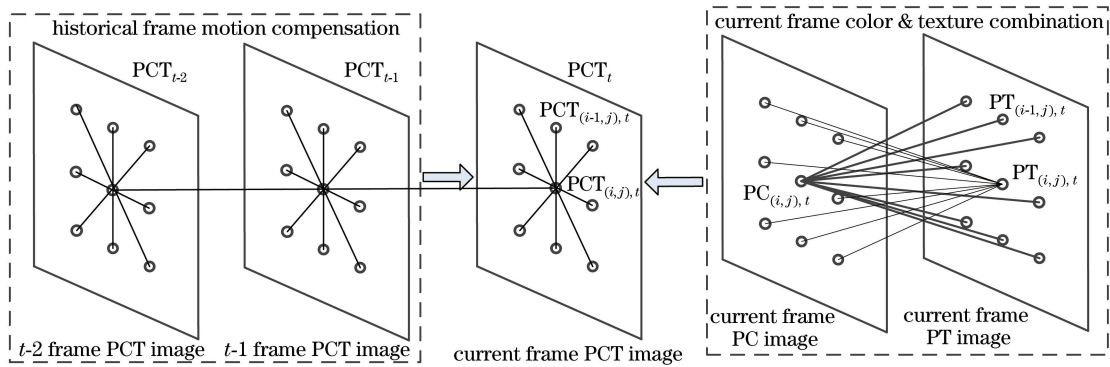 historical frame motion compensation
PCT_{t-2}
PCT_{t-1}
t-2 frame PCT image
t-1 frame PCT image
PCT_t
PCT_{(i-1, j), t}
PCT_{(i, j), t}
current frame PCT image
current frame color & texture combination
PT_{(i-1, j), t}
PT_{(i, j), t}
PC_{(i, j), t}
current frame
PC image
current frame
PT image